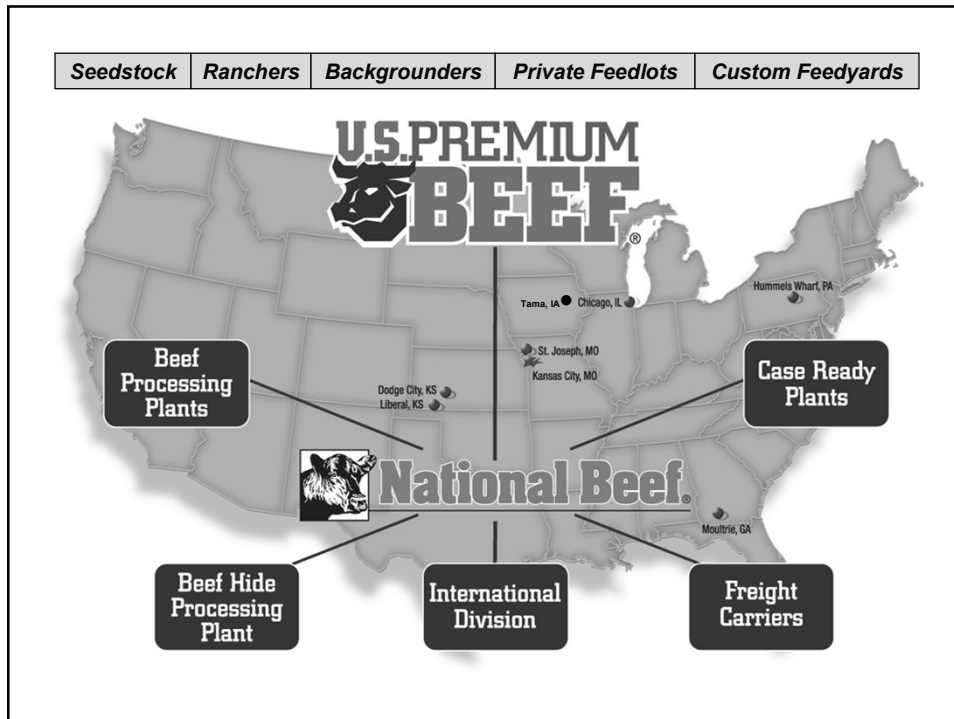 Seedstock Ranchers Backgrounders Private Feedlots Custom Feedyards
U.S. PREMIUM
BEEF®
Hummels Wharf, PA
Tama, IA
Chicago, IL
St. Joseph, MO
Kansas City, MO
Beef
Processing
Plants
Case Ready
Plants
Dodge City, KS
Liberal, KS
National Beef®
Moultrie, GA
Beef Hide
Processing
Plant
International
Division
Freight
Carriers